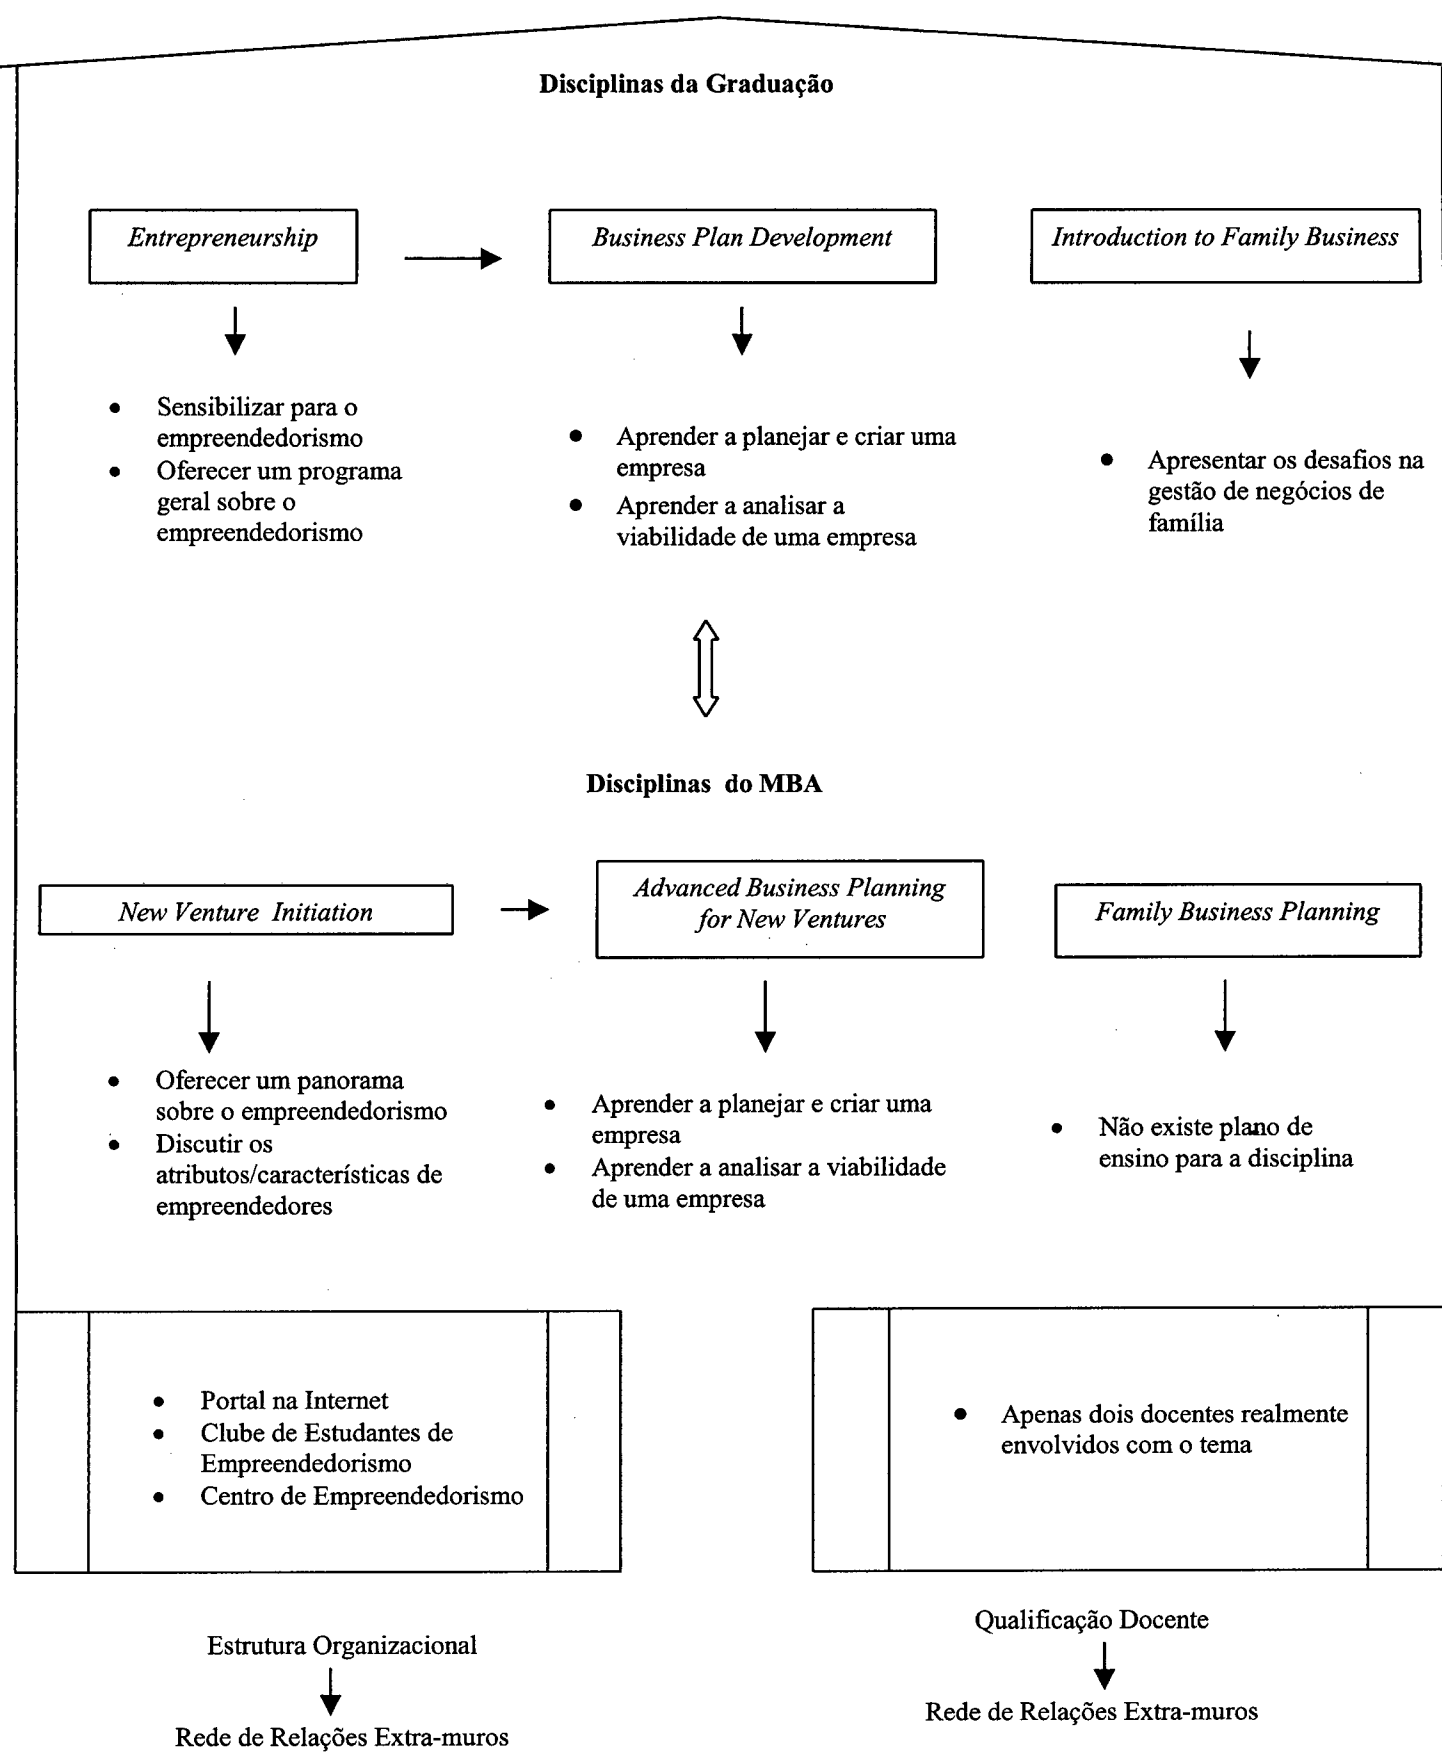 Disciplinas da Graduação
Entrepreneurship
Business Plan Development
Introduction to Family Business
• Sensibilizar para o
empreendedorismo
• Oferecer um programa
geral sobre o
empreendedorismo
• Aprender a planejar e criar uma
empresa
• Aprender a analisar a
viabilidade de uma empresa
• Apresentar os desafios na
gestão de negócios de
família
Disciplinas do MBA
New Venture Initiation
Advanced Business Planning
for New Ventures
Family Business Planning
• Oferecer um panorama
sobre o empreendedorismo
• Discutir os
atributos/características de
empreendedores
• Aprender a planejar e criar uma
empresa
• Aprender a analisar a viabilidade
de uma empresa
• Não existe plano de
ensino para a disciplina
• Portal na Internet
• Clube de Estudantes de
Empreendedorismo
• Centro de Empreendedorismo
• Apenas dois docentes realmente
envolvidos com o tema
Estrutura Organizacional
Rede de Relações Extra-muros
Qualificação Docente
Rede de Relações Extra-muros